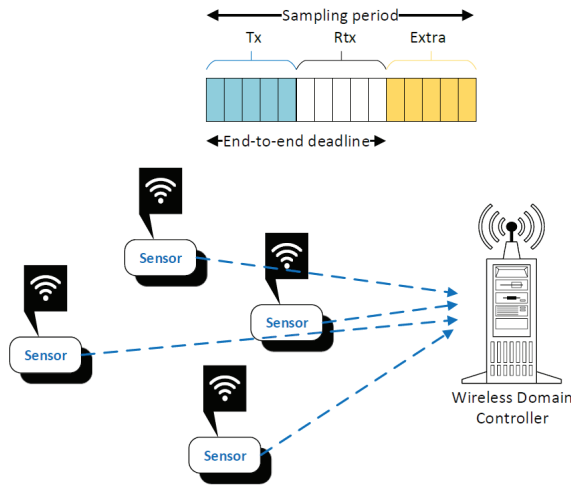 Sampling period
Tx
Rtx
Extra
End-to-end deadline
Sensor
Sensor
Sensor
Sensor
Wireless Domain
Controller